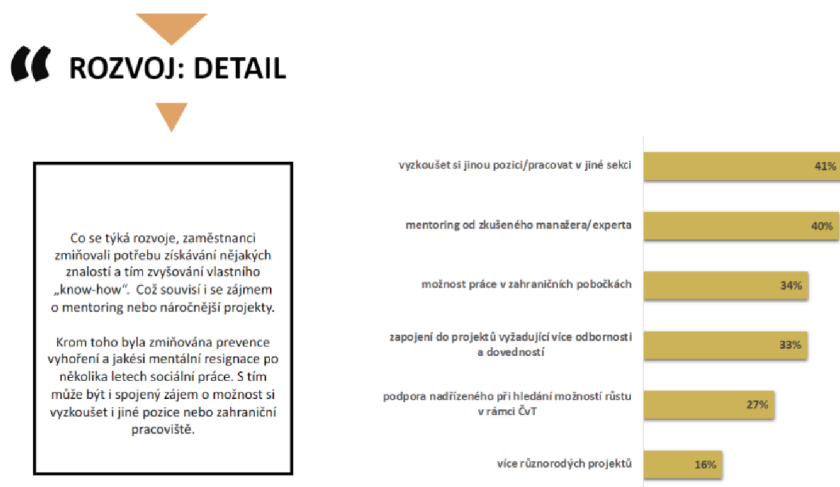 “ ROZVOJ: DETAIL
Co se týká rozvoje, zaměstnanci
zmiňovali potřebu získávání nějakých
znalostí a tím zvyšování vlastního
„know-how“. Což souvisí i se zájmem
o mentoring nebo náročnější projekty.
Krom toho byla zmiňována prevence
vyhoření a jakési mentální resignace po
několika letech sociální práce. S tím
může být i spojený zájem o možnost si
vyzkoušet i jiné pozice nebo zahraniční
pracoviště.
vyzkoušet si jinou pozici/pracovat v jiné sekci 41%
mentoring od zkušeného manažera/experta 40%
možnost práce v zahraničních pobočkách 34%
zapojení do projektů vyžadující více odbornosti
a dovedností 33%
podpora nadřízeného při hledání možností růstu
v rámci ČvT 27%
více různorodých projektů 16%